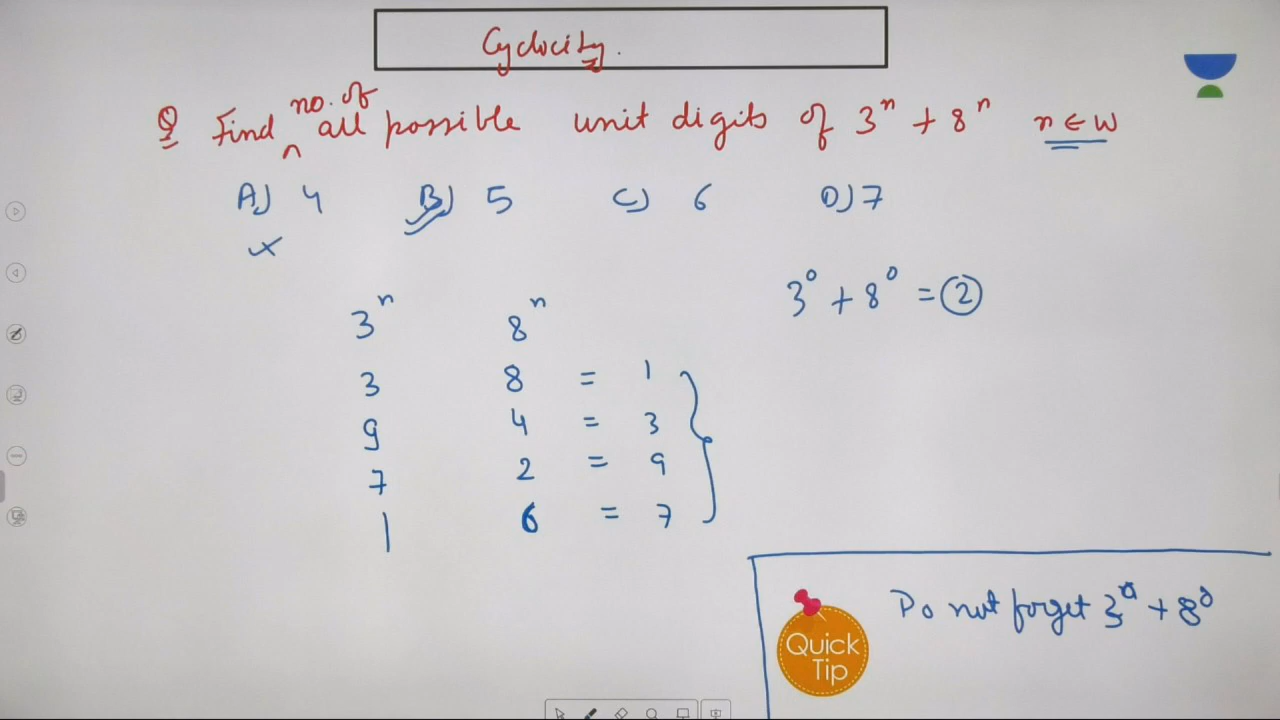 Cyclocity.
Q Find no. of all possible unit digits of 3ⁿ + 8ⁿ n ∈ W
A) 4 B) 5 C) 6 D) 7
3⁰ + 8⁰ = 2
3ⁿ 8ⁿ
3 8 = 1
9 4 = 3
7 2 = 9
1 6 = 7
Do not forget 3⁰ + 8⁰
Quick
Tip